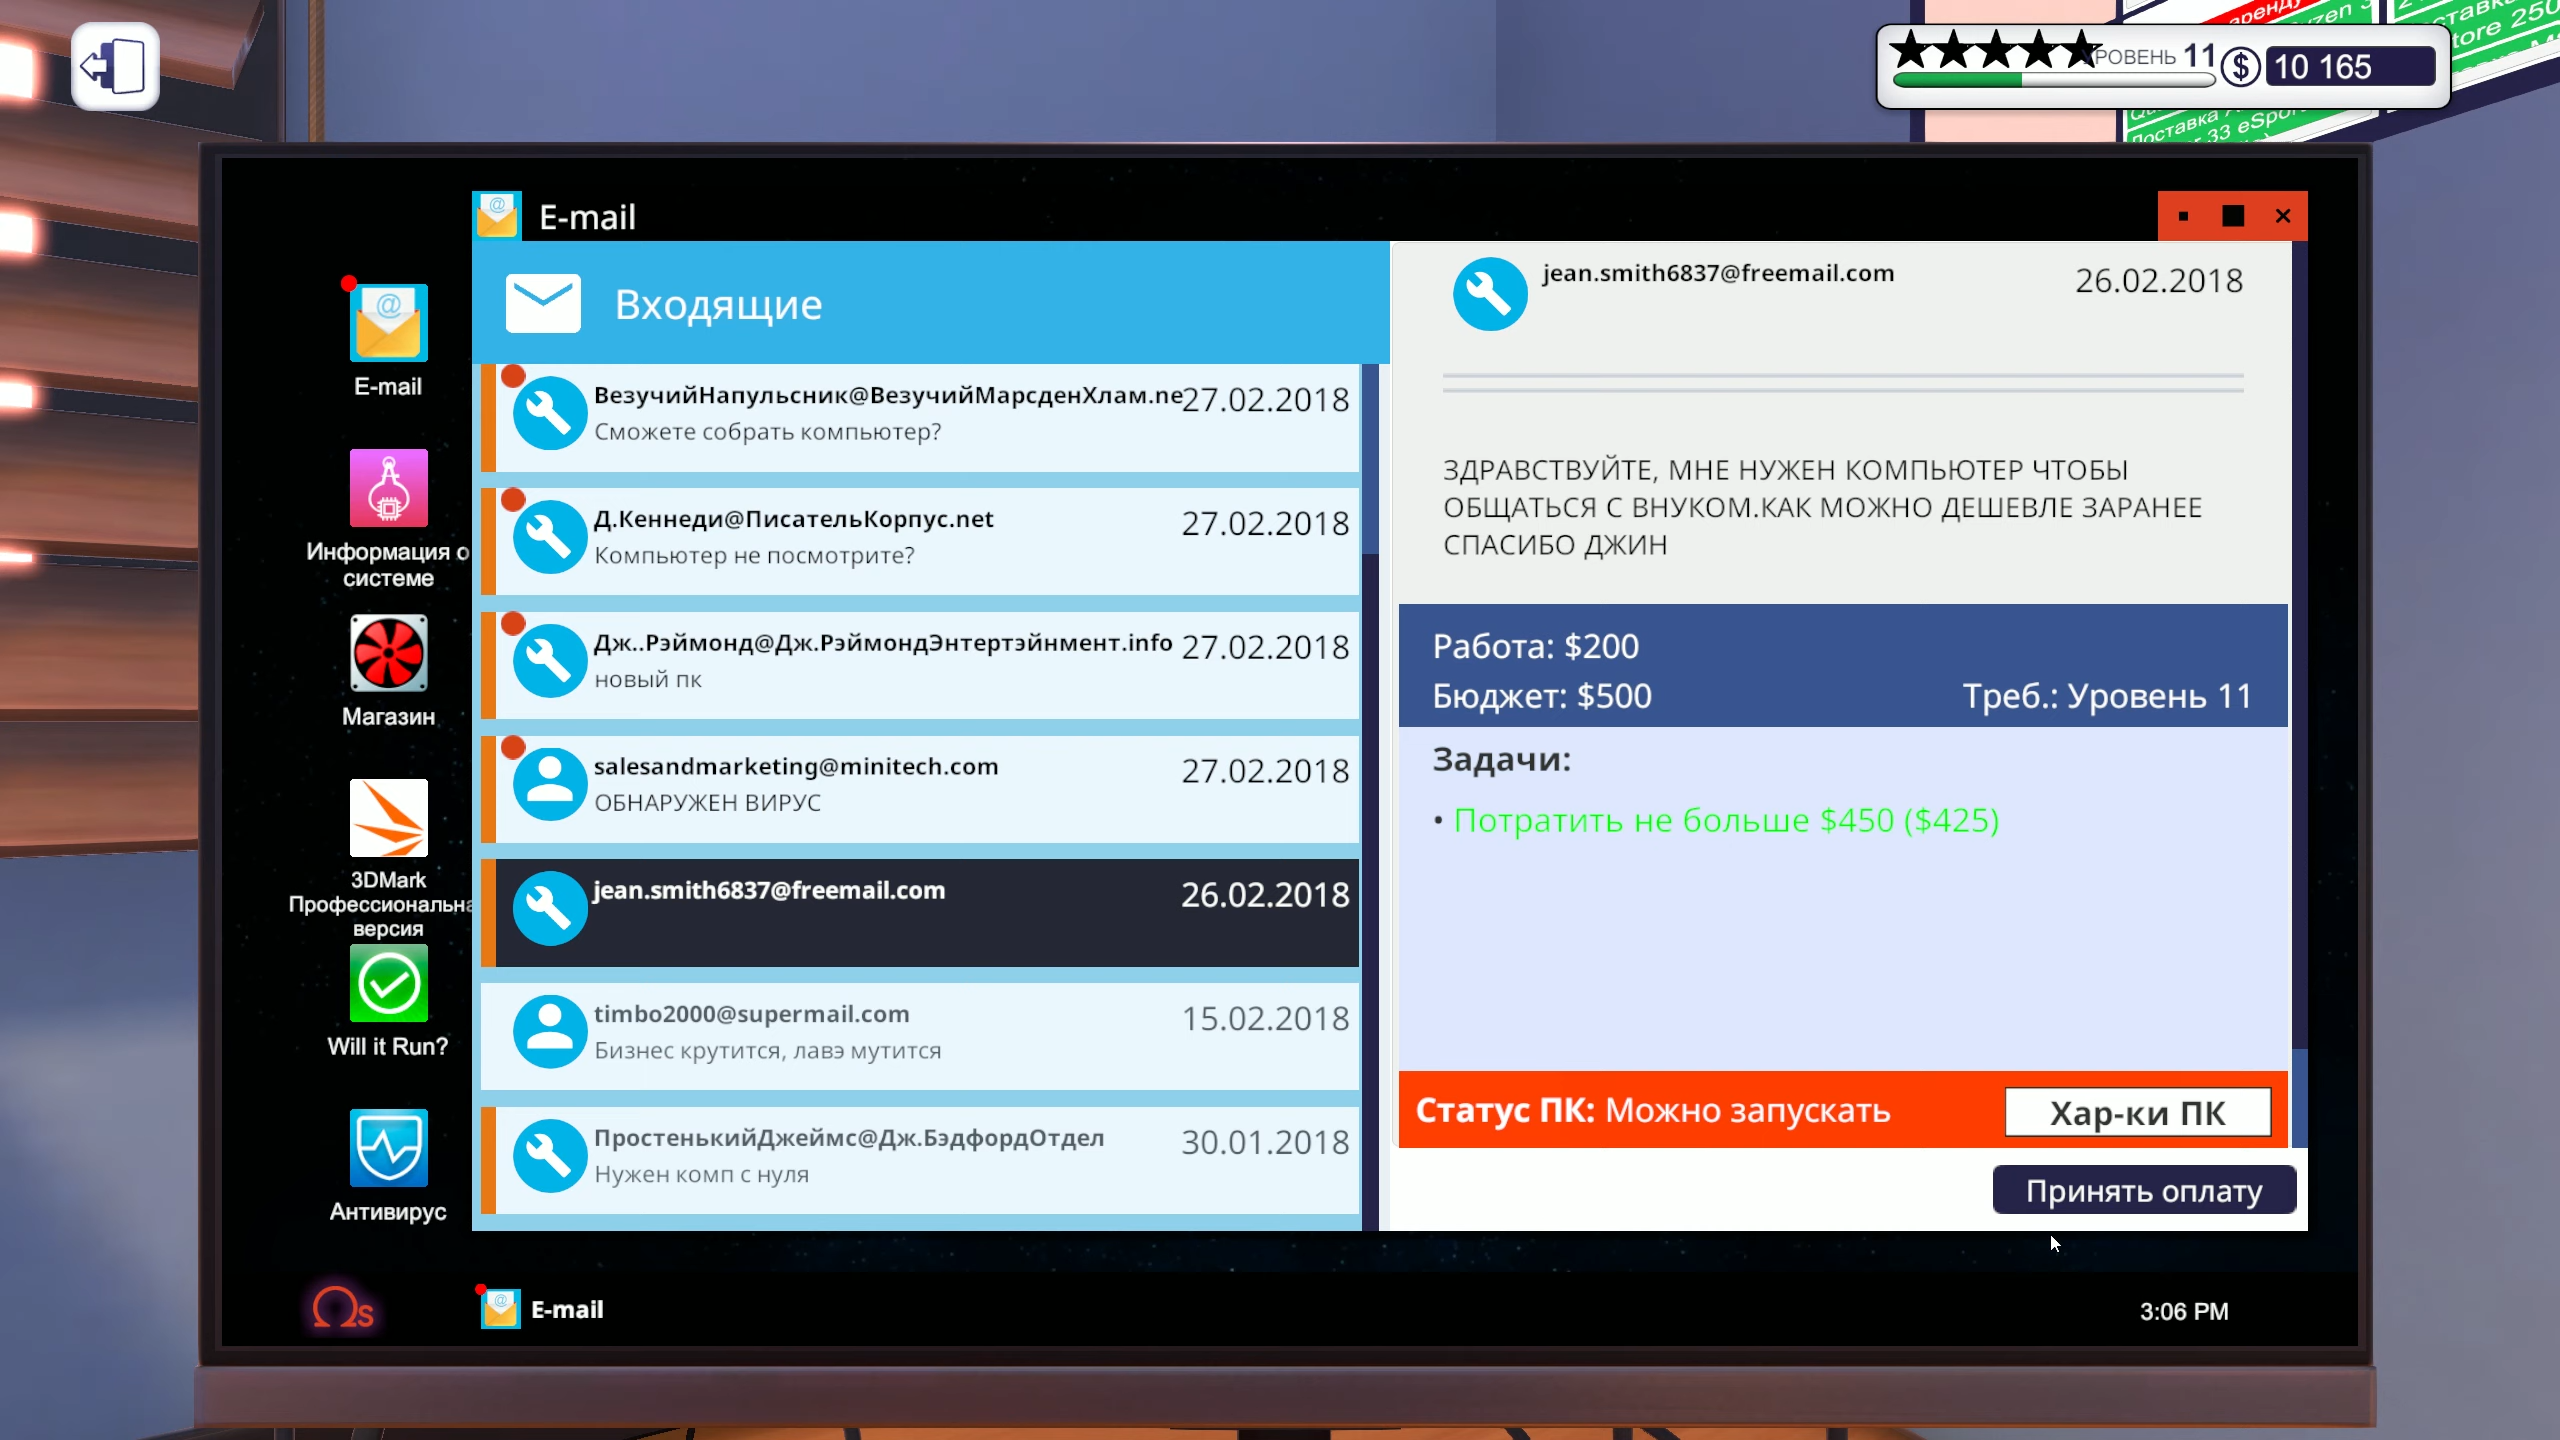 УРОВЕНЬ 11
10 165
E-mail
E-mail
Информация о
системе
Магазин
3DMark
Профессиональна
версия
Will it Run?
Антивирус
Входящие
ВезучийНапульсник@ВезучийМарсденХлам.ne
27.02.2018
Сможете собрать компьютер?
Д.Кеннеди@ПисательКорпус.net
27.02.2018
Компьютер не посмотрите?
Дж..Рэймонд@Дж.РэймондЭнтертэйнмент.info
27.02.2018
новый пк
salesandmarketing@minitech.com
27.02.2018
ОБНАРУЖЕН ВИРУС
jean.smith6837@freemail.com
26.02.2018
timbo2000@supermail.com
15.02.2018
Бизнес крутится, лавэ мутится
ПростенькийДжеймс@Дж.БэдфордОтдел
30.01.2018
Нужен комп с нуля
jean.smith6837@freemail.com
26.02.2018
ЗДРАВСТВУЙТЕ, МНЕ НУЖЕН КОМПЬЮТЕР ЧТОБЫ
ОБЩАТЬСЯ С ВНУКОМ.КАК МОЖНО ДЕШЕВЛЕ ЗАРАНЕЕ
СПАСИБО ДЖИН
Работа: $200
Бюджет: $500
Треб.: Уровень 11
Задачи:
• Потратить не больше $450 ($425)
Статус ПК: Можно запускать
Хар-ки ПК
Принять оплату
Ωs
E-mail
3:06 PM